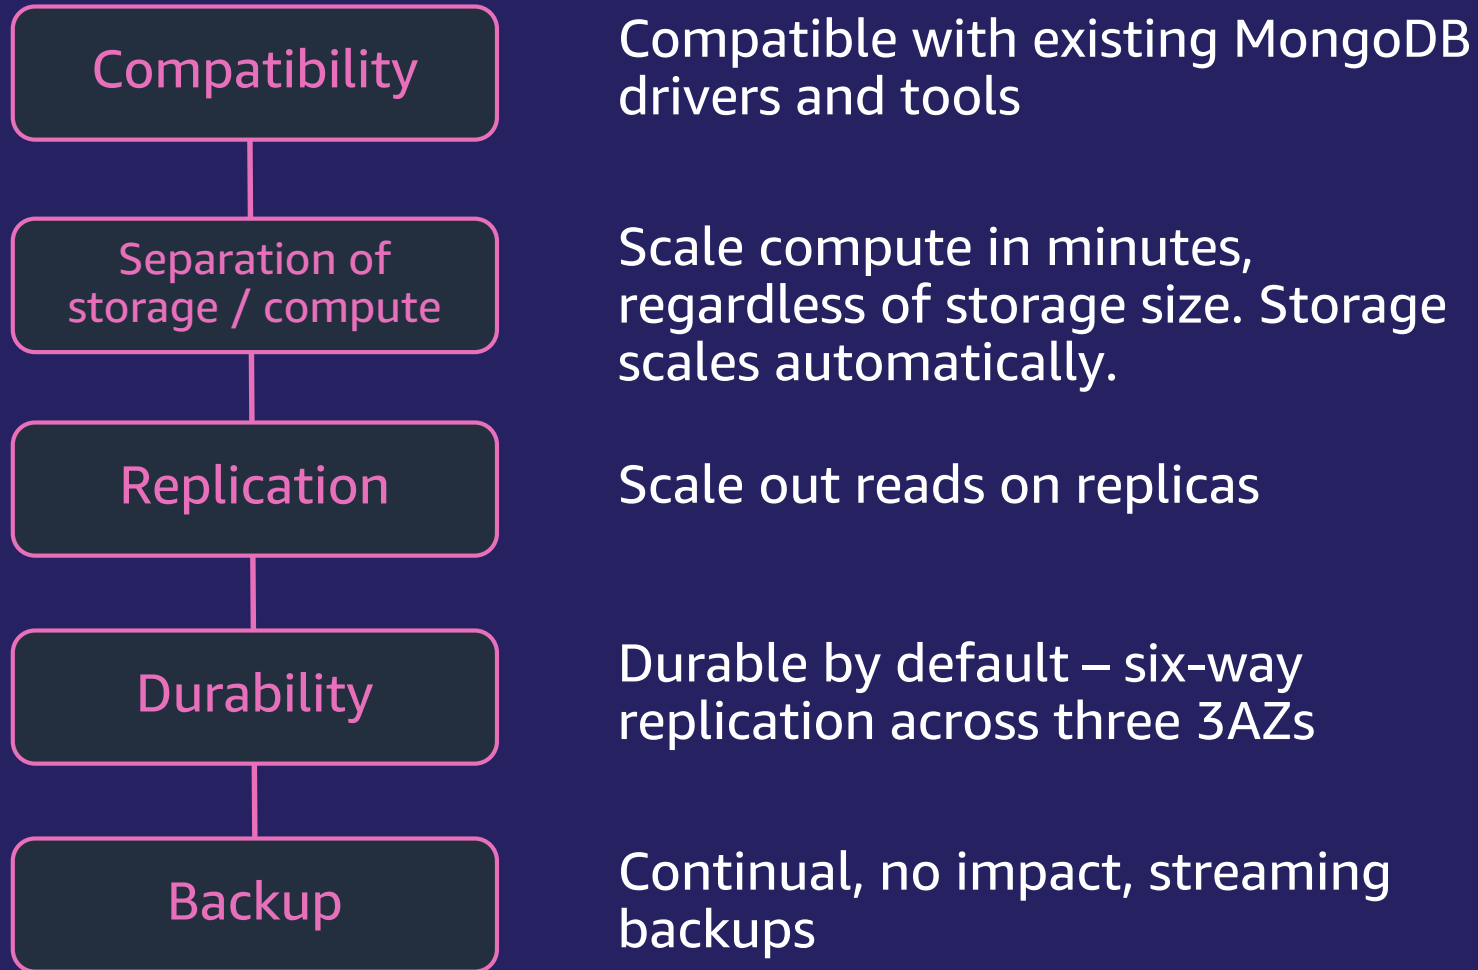 Compatibility
Compatible with existing MongoDB
drivers and tools
Separation of
storage / compute
Scale compute in minutes,
regardless of storage size. Storage
scales automatically.
Replication
Scale out reads on replicas
Durability
Durable by default – six-way
replication across three 3AZs
Backup
Continual, no impact, streaming
backups